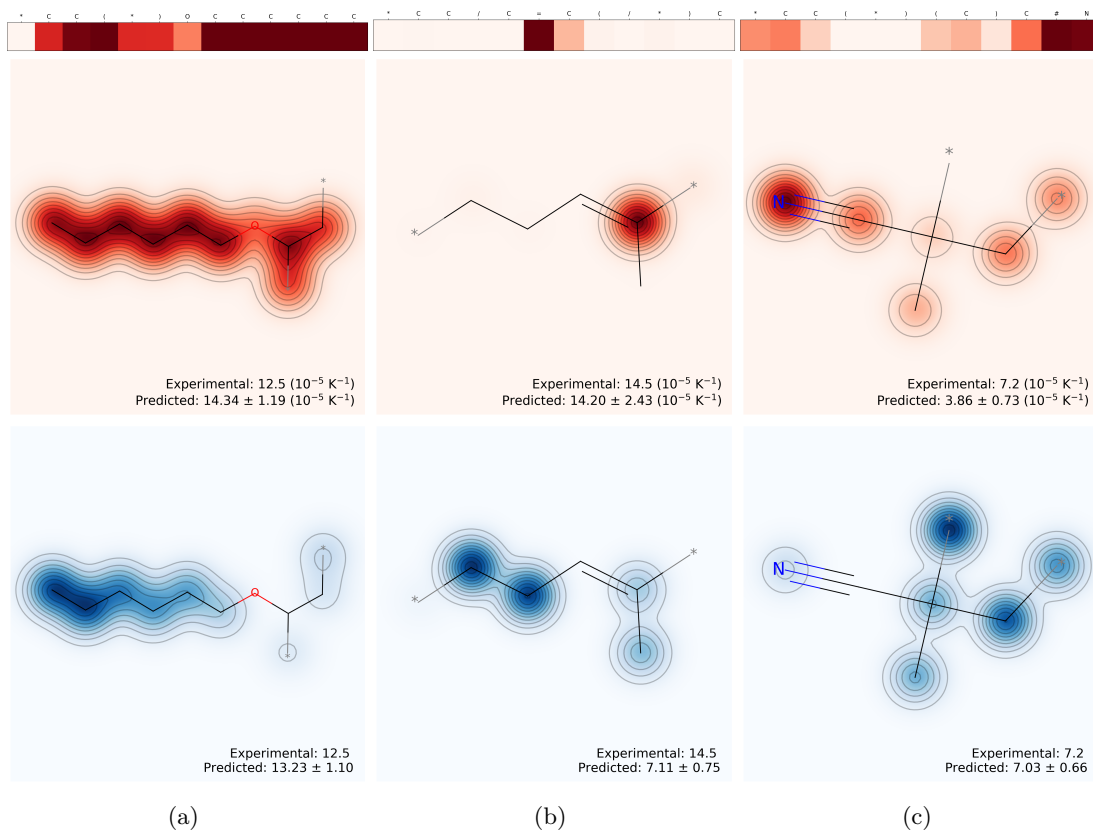 * C C ( * ) O C C C C C C
* C C / C = C ( / * ) C
* C C ( * ) ( C ) C # N
* O *
Experimental: 12.5 (10⁻⁵ K⁻¹)
Predicted: 14.34 ± 1.19 (10⁻⁵ K⁻¹)
* *
Experimental: 14.5 (10⁻⁵ K⁻¹)
Predicted: 14.20 ± 2.43 (10⁻⁵ K⁻¹)
N * *
Experimental: 7.2 (10⁻⁵ K⁻¹)
Predicted: 3.86 ± 0.73 (10⁻⁵ K⁻¹)
* O *
Experimental: 12.5
Predicted: 13.23 ± 1.10
* *
Experimental: 14.5
Predicted: 7.11 ± 0.75
N * *
Experimental: 7.2
Predicted: 7.03 ± 0.66
(a)
(b)
(c)